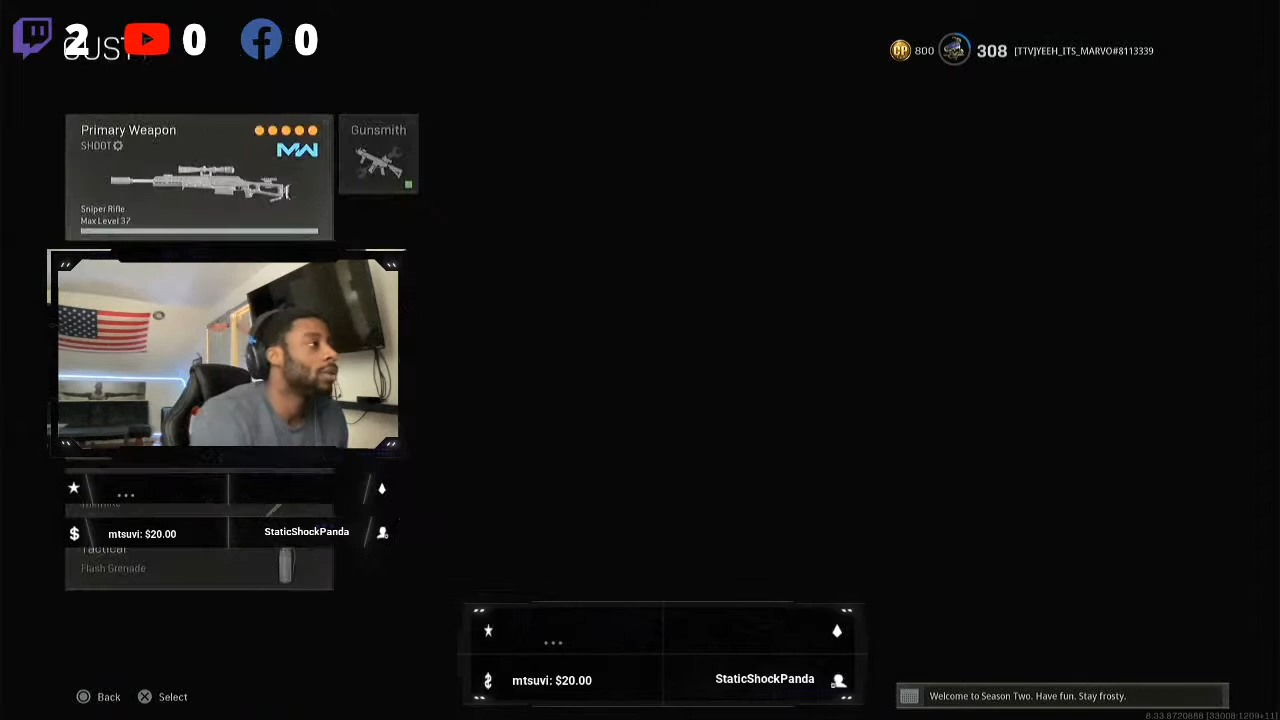 2 0 0
800 308 [TTV]YEEH_ITS_MARVO#8113339
Primary Weapon
SHOOT
MW
Sniper Rifle
Max Level 37
Gunsmith
...
mtsuvi: $20.00 StaticShockPanda
Tactical
Flash Grenade
...
mtsuvi: $20.00 StaticShockPanda
Back Select
Welcome to Season Two. Have fun. Stay frosty.